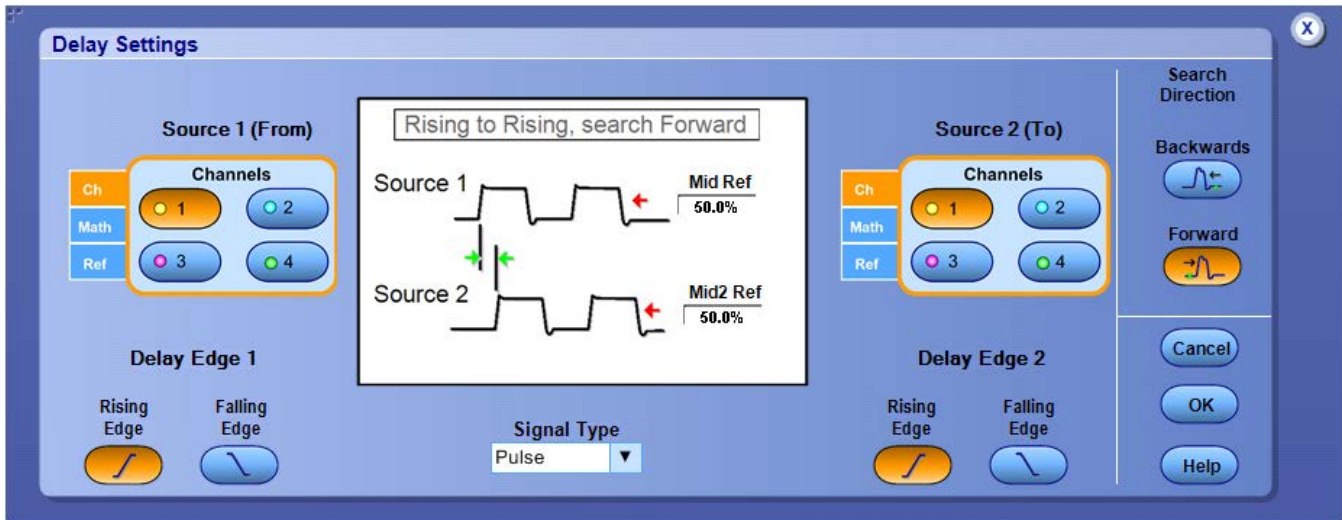 Delay Settings
X
Source 1 (From)
Ch
Math
Ref
Channels
1
2
3
4
Delay Edge 1
Rising
Edge
Falling
Edge
Rising to Rising, search Forward
Source 1
Mid Ref
50.0%
Source 2
Mid2 Ref
50.0%
Signal Type
Pulse
Source 2 (To)
Ch
Math
Ref
Channels
1
2
3
4
Delay Edge 2
Rising
Edge
Falling
Edge
Search
Direction
Backwards
Forward
Cancel
OK
Help